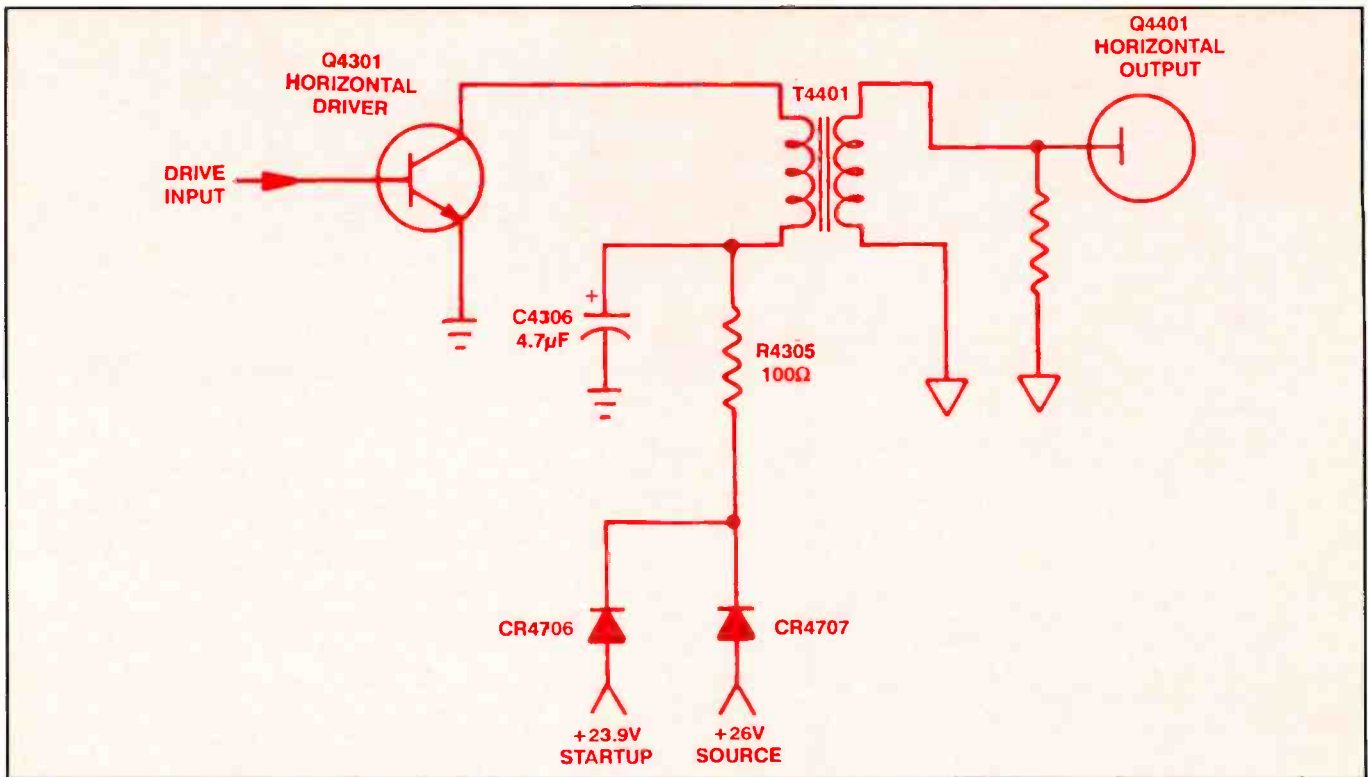 Q4301
HORIZONTAL
DRIVER
DRIVE
INPUT
T4401
Q4401
HORIZONTAL
OUTPUT
+
C4306
4.7µF
R4305
100Ω
CR4706
CR4707
+23.9V
STARTUP
+26V
SOURCE